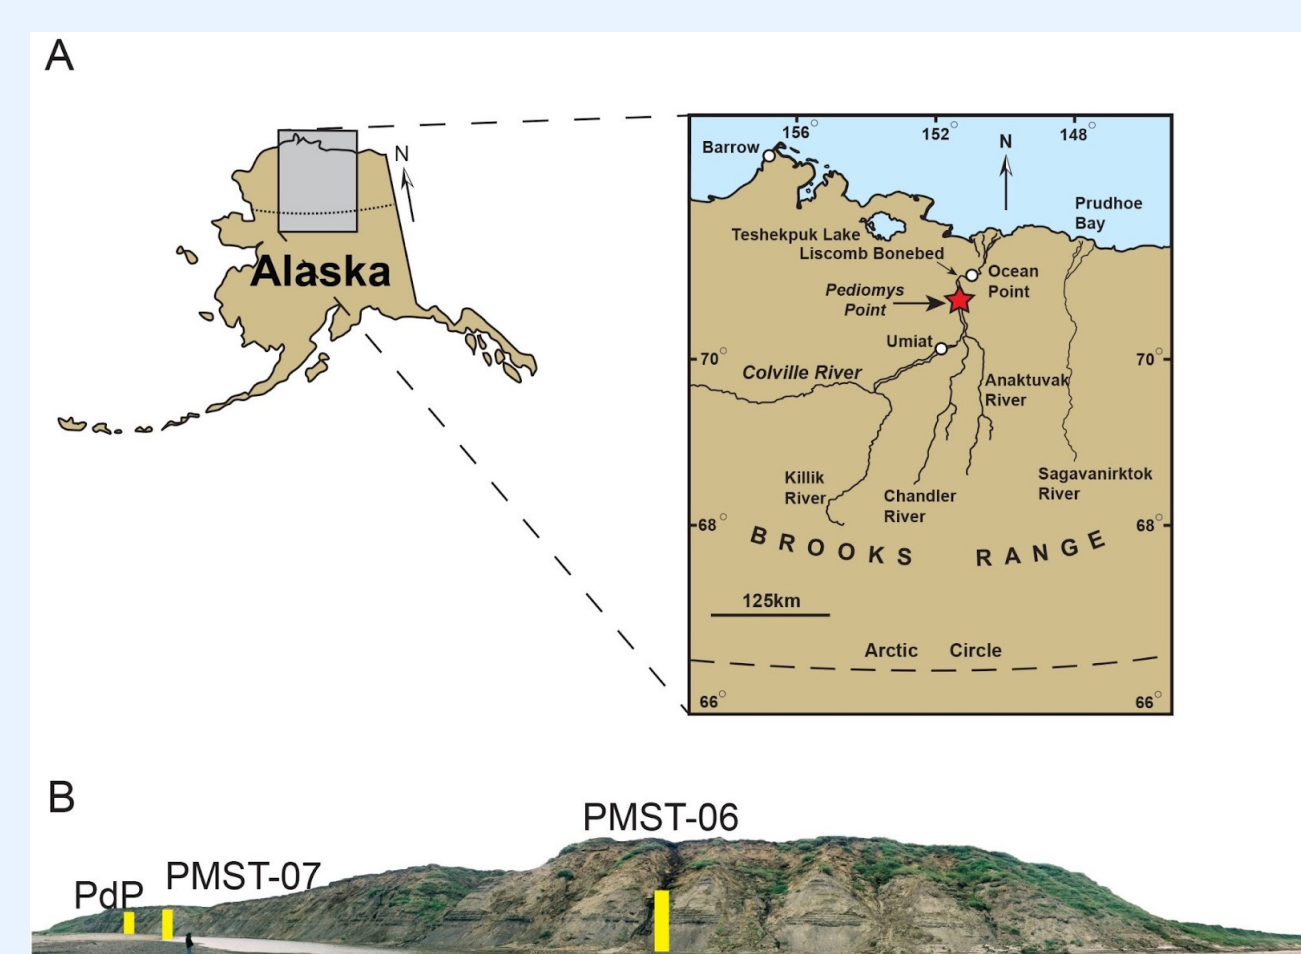 A
N
Alaska
156°
152°
148°
Barrow
N
Prudhoe
Bay
Teshekpuk Lake
Liscomb Bonebed
Ocean
Point
Pediomys
Point
Umiat
70°
70°
Colville River
Anaktuvak
River
Killik
River
Chandler
River
Sagavanirktok
River
68°
68°
BROOKS RANGE
125km
Arctic Circle
66°
66°
B
PMST-06
PMST-07
PdP